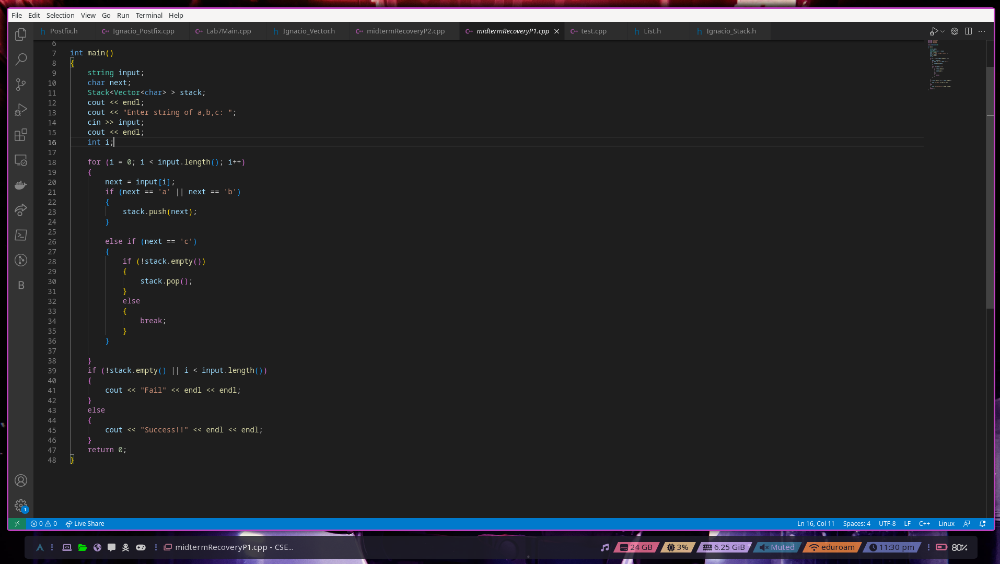 File Edit Selection View Go Run Terminal Help
Postfix.h Ignacio_Postfix.cpp Lab7Main.cpp Ignacio_Vector.h midtermRecoveryP2.cpp midtermRecoveryP1.cpp test.cpp List.h Ignacio_Stack.h
6
7 int main()
8 {
9     string input;
10     char next;
11     Stack<Vector<char> > stack;
12     cout << endl;
13     cout << "Enter string of a,b,c: ";
14     cin >> input;
15     cout << endl;
16     int i;
17
18     for (i = 0; i < input.length(); i++)
19     {
20         next = input[i];
21         if (next == 'a' || next == 'b')
22         {
23             stack.push(next);
24         }
25
26         else if (next == 'c')
27         {
28             if (!stack.empty())
29             {
30                 stack.pop();
31             }
32             else
33             {
34                 break;
35             }
36         }
37
38     }
39     if (!stack.empty() || i < input.length())
40     {
41         cout << "Fail" << endl << endl;
42     }
43     else
44     {
45         cout << "Success!!" << endl << endl;
46     }
47     return 0;
48 }
B
1
0 0 Live Share Ln 16, Col 11 Spaces: 4 UTF-8 LF C++ Linux
midtermRecoveryP1.cpp - CSE... 24 GB 3% 6.25 GiB Muted eduroam 11:30 pm 80%